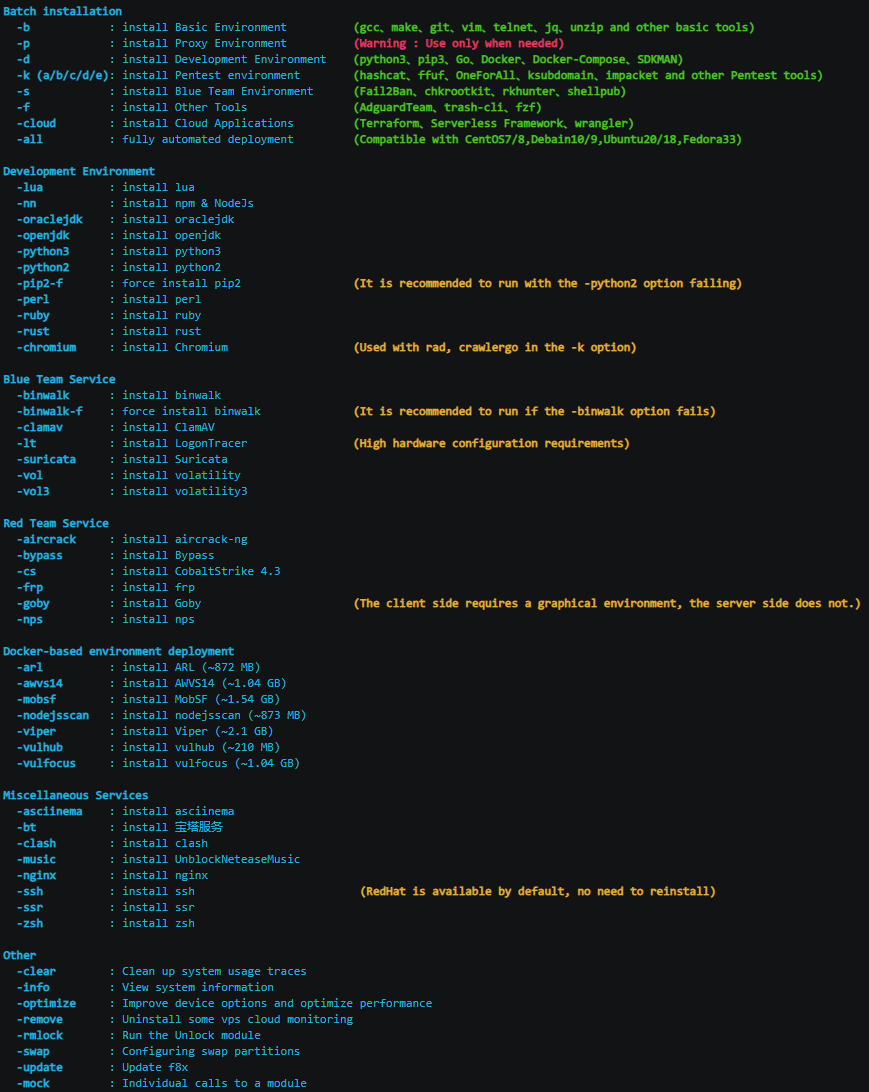 Batch installation
-b : install Basic Environment (gcc、make、git、vim、telnet、jq、unzip and other basic tools)
-p : install Proxy Environment (Warning : Use only when needed)
-d : install Development Environment (python3、pip3、Go、Docker、Docker-Compose、SDKMAN)
-k (a/b/c/d/e): install Pentest environment (hashcat、ffuf、OneForAll、ksubdomain、impacket and other Pentest tools)
-s : install Blue Team Environment (Fail2Ban、chkrootkit、rkhunter、shellpub)
-f : install Other Tools (AdguardTeam、trash-cli、fzf)
-cloud : install Cloud Applications (Terraform、Serverless Framework、wrangler)
-all : fully automated deployment (Compatible with CentOS7/8,Debain10/9,Ubuntu20/18,Fedora33)
Development Environment
-lua : install lua
-nn : install npm & NodeJs
-oraclejdk : install oraclejdk
-openjdk : install openjdk
-python3 : install python3
-python2 : install python2
-pip2-f : force install pip2 (It is recommended to run with the -python2 option failing)
-perl : install perl
-ruby : install ruby
-rust : install rust
-chromium : install Chromium (Used with rad, crawlergo in the -k option)
Blue Team Service
-binwalk : install binwalk
-binwalk-f : force install binwalk (It is recommended to run if the -binwalk option fails)
-clamav : install ClamAV
-lt : install LogonTracer (High hardware configuration requirements)
-suricata : install Suricata
-vol : install volatility
-vol3 : install volatility3
Red Team Service
-aircrack : install aircrack-ng
-bypass : install Bypass
-cs : install CobaltStrike 4.3
-frp : install frp
-goby : install Goby (The client side requires a graphical environment, the server side does not.)
-nps : install nps
Docker-based environment deployment
-arl : install ARL (~872 MB)
-awvs14 : install AWVS14 (~1.04 GB)
-mobsf : install MobSF (~1.54 GB)
-nodejsscan : install nodejsscan (~873 MB)
-viper : install Viper (~2.1 GB)
-vulhub : install vulhub (~210 MB)
-vulfocus : install vulfocus (~1.04 GB)
Miscellaneous Services
-asciinema : install asciinema
-bt : install 宝塔服务
-clash : install clash
-music : install UnblockNeteaseMusic
-nginx : install nginx
-ssh : install ssh (RedHat is available by default, no need to reinstall)
-ssr : install ssr
-zsh : install zsh
Other
-clear : Clean up system usage traces
-info : View system information
-optimize : Improve device options and optimize performance
-remove : Uninstall some vps cloud monitoring
-rmlock : Run the Unlock module
-swap : Configuring swap partitions
-update : Update f8x
-mock : Individual calls to a module